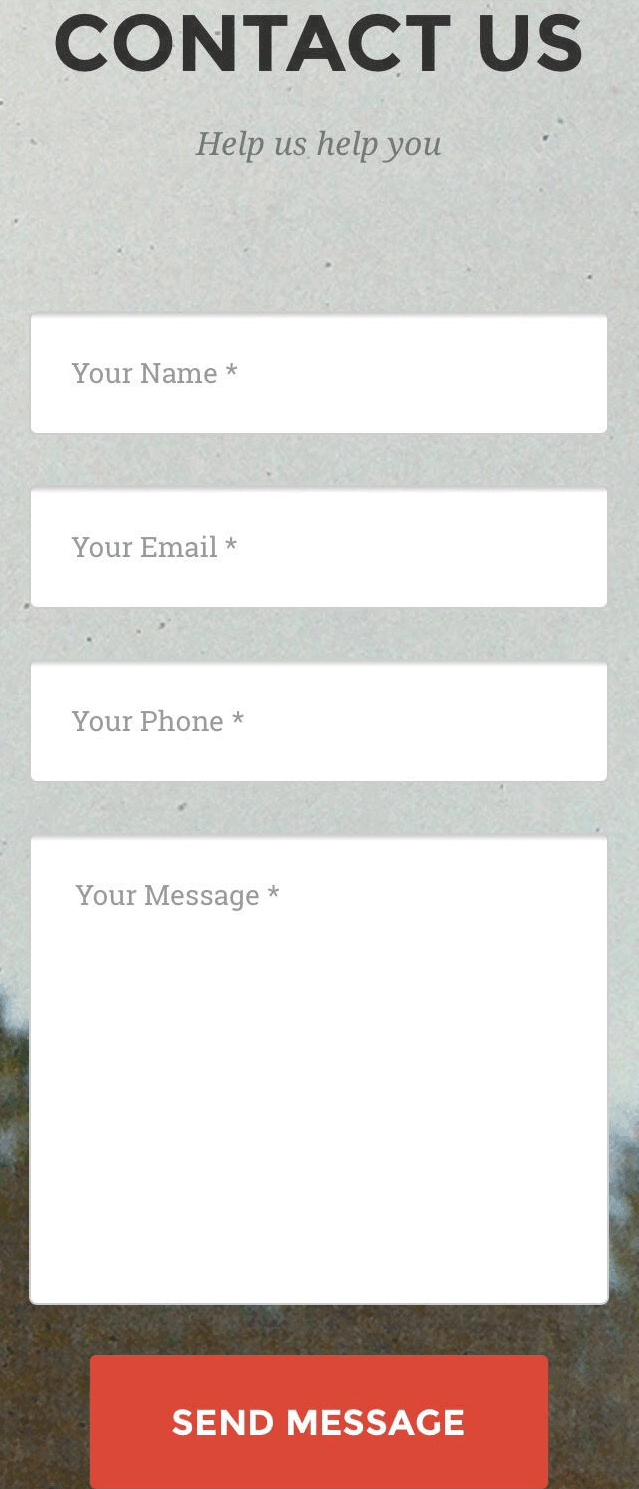 CONTACT US
Help us help you
Your Name *
Your Email *
Your Phone *
Your Message *
SEND MESSAGE